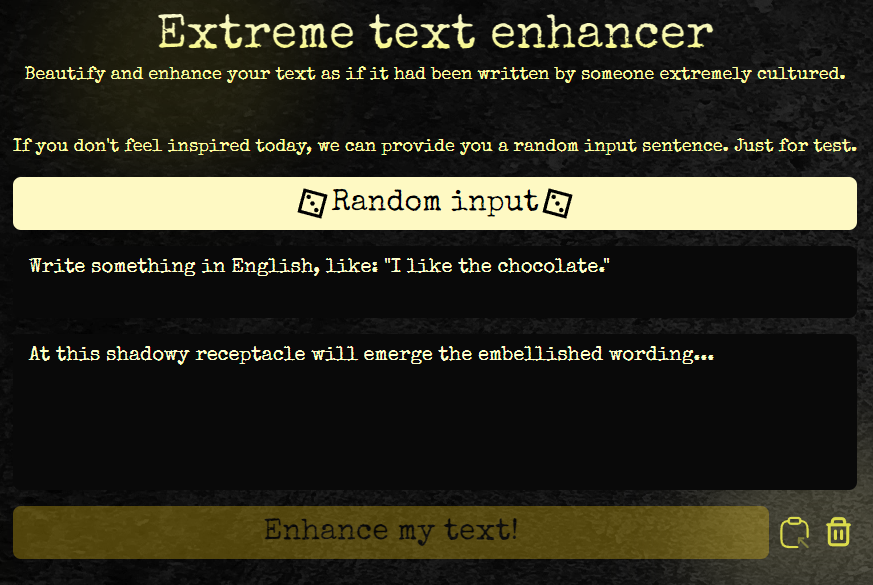 Extreme text enhancer
Beautify and enhance your text as if it had been written by someone extremely cultured.
If you don't feel inspired today, we can provide you a random input sentence. Just for test.
Random input
Write something in English, like: "I like the chocolate."
At this shadowy receptacle will emerge the embellished wording...
Enhance my text!